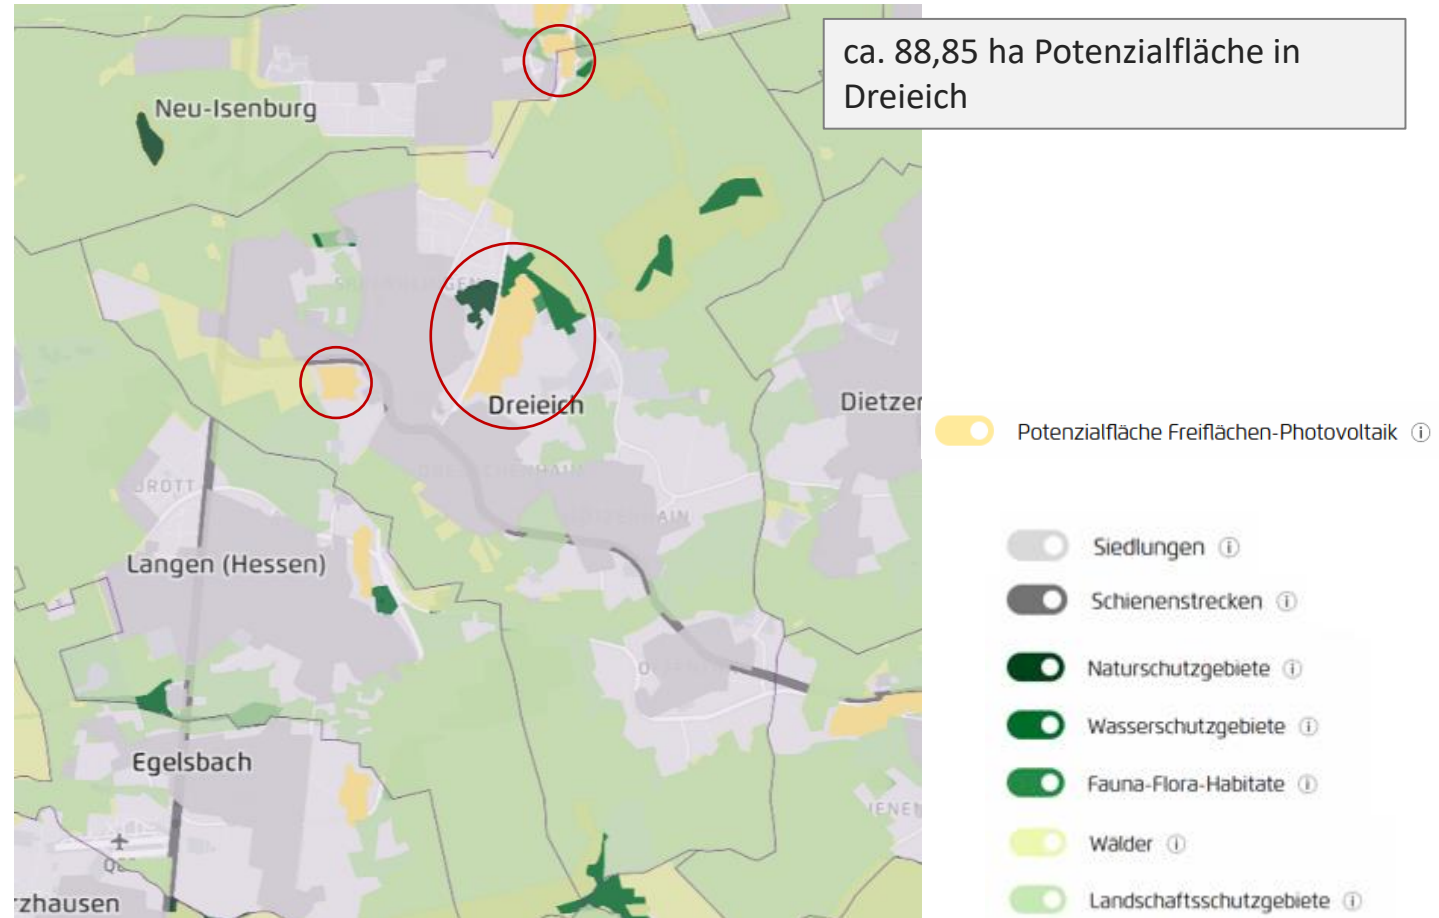 ca. 88,85 ha Potenzialfläche in
Dreieich
Neu-Isenburg
Dreieich
Dietzen
Potenzialfläche Freiflächen-Photovoltaik
Langen (Hessen)
Siedlungen
Schienenstrecken
Naturschutzgebiete
Wasserschutzgebiete
Egelsbach
Fauna-Flora-Habitate
Wälder
Landschaftsschutzgebiete
rzhausen